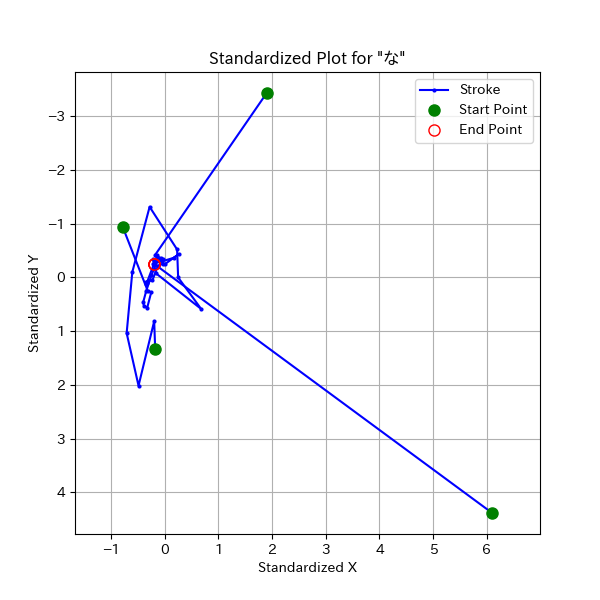 Standardized Plot for "な"
Stroke
Start Point
End Point
−3
−2
−1
0
1
2
3
4
Standardized Y
−1 0 1 2 3 4 5 6
Standardized X